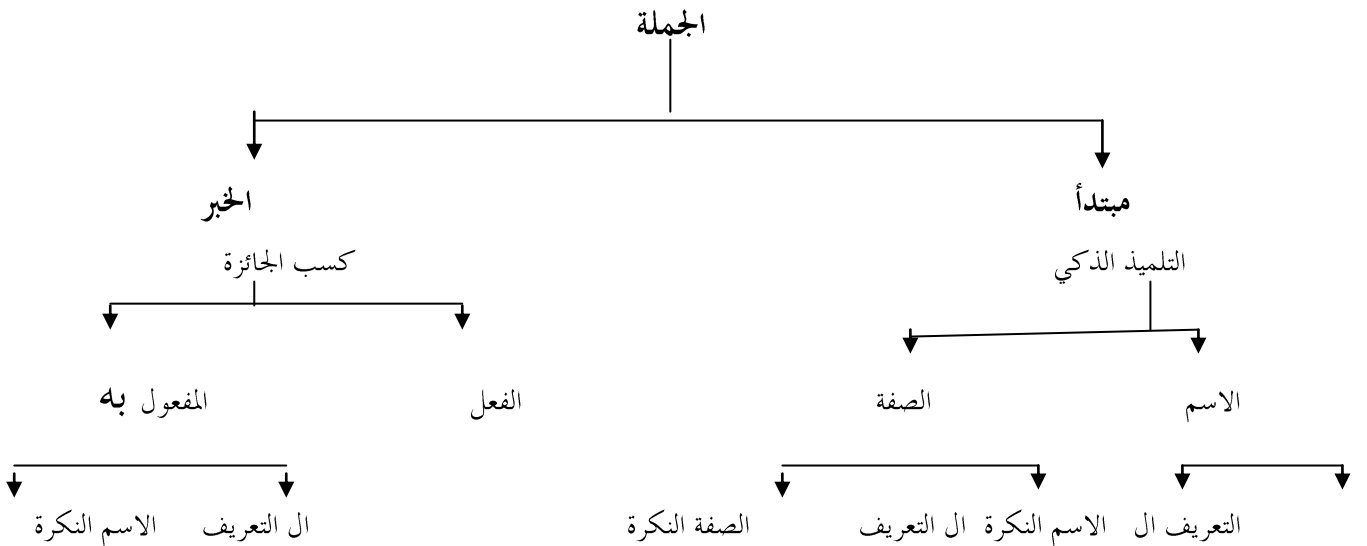 الجملة
مبتدأ الخبر
التلميذ الذكي كسب الجائزة
الاسم الصفة الفعل المفعول به
التعريف ال الاسم النكرة ال التعريف الصفة النكرة ال التعريف الاسم النكرة